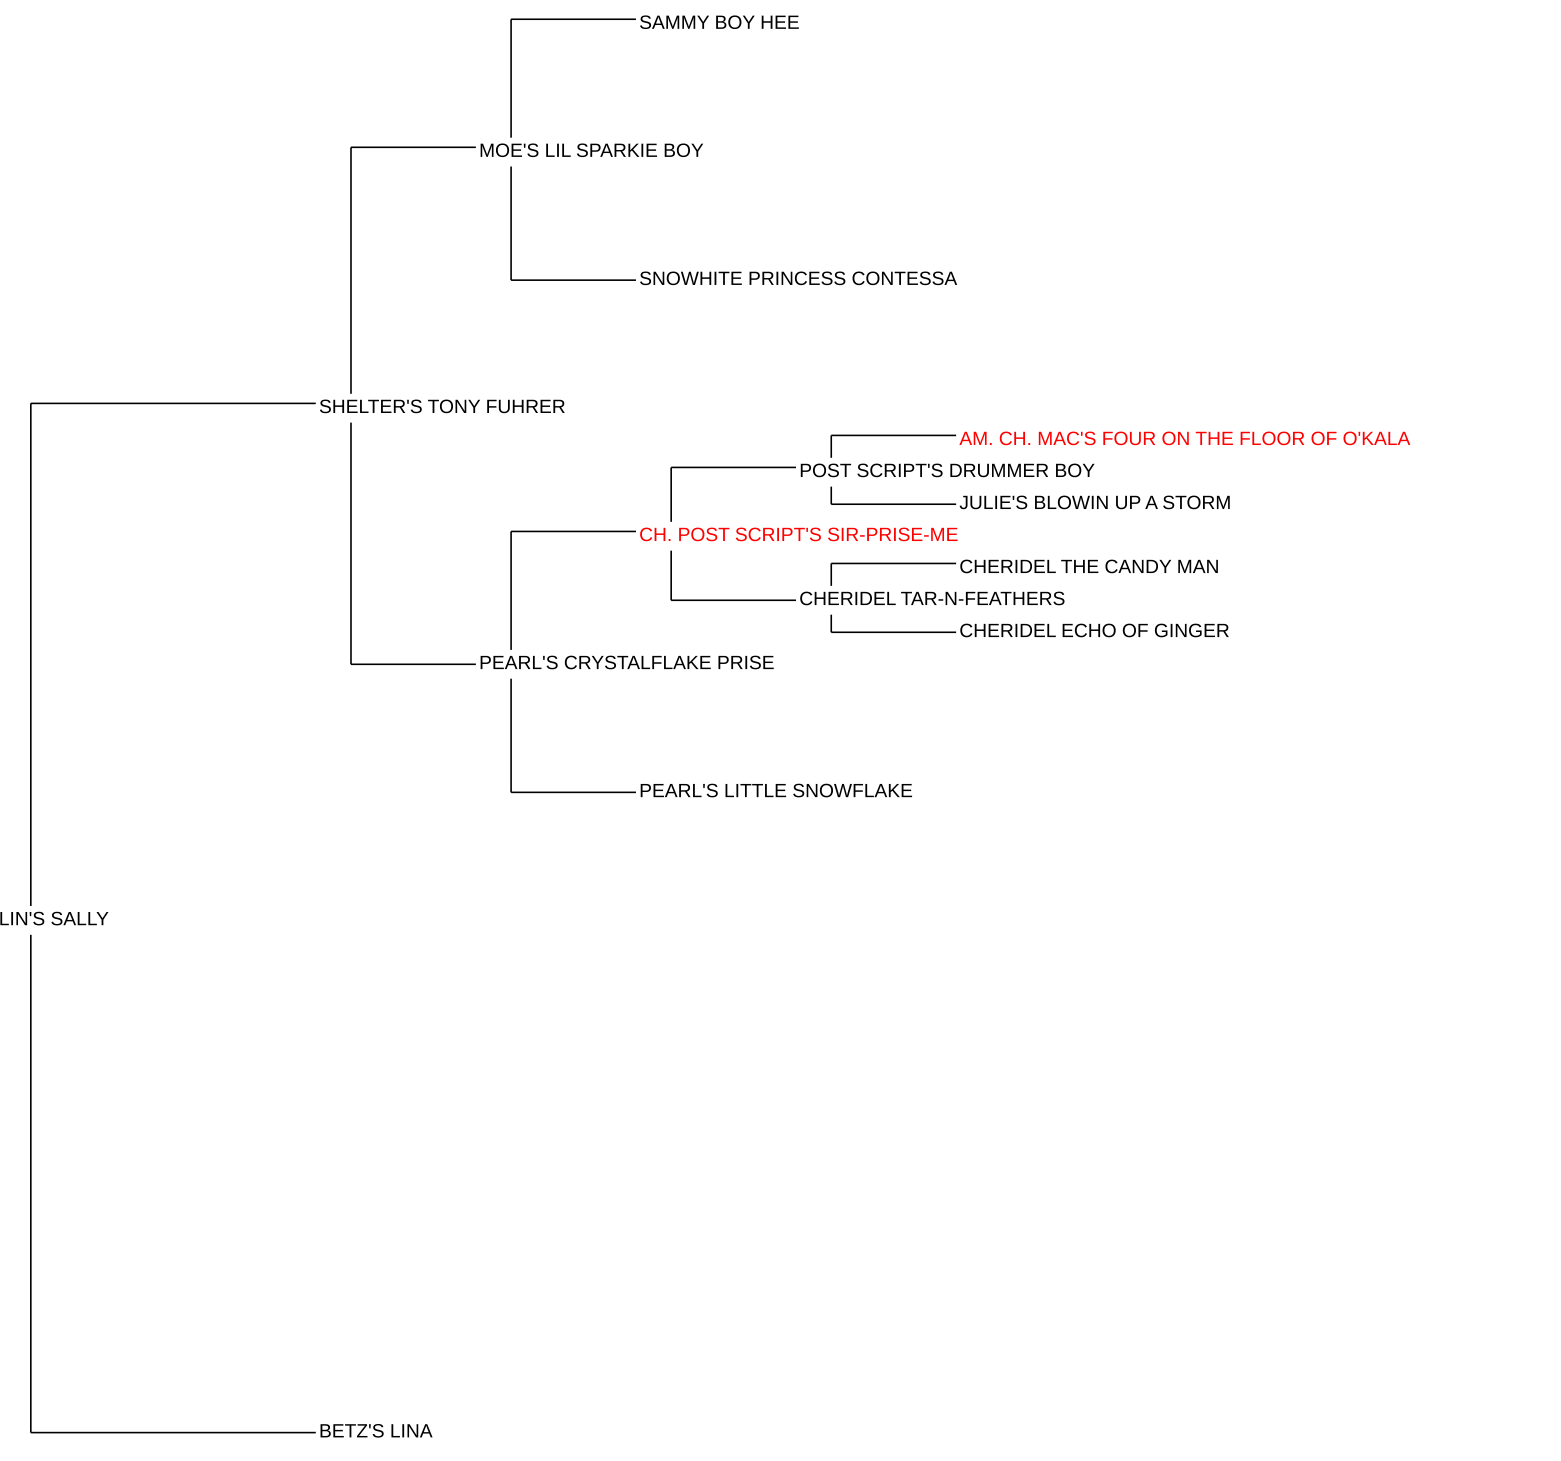 SAMMY BOY HEE
MOE'S LIL SPARKIE BOY
SNOWHITE PRINCESS CONTESSA
SHELTER'S TONY FUHRER
AM. CH. MAC'S FOUR ON THE FLOOR OF O'KALA
POST SCRIPT'S DRUMMER BOY
JULIE'S BLOWIN UP A STORM
CH. POST SCRIPT'S SIR-PRISE-ME
CHERIDEL THE CANDY MAN
CHERIDEL TAR-N-FEATHERS
CHERIDEL ECHO OF GINGER
PEARL'S CRYSTALFLAKE PRISE
PEARL'S LITTLE SNOWFLAKE
LIN'S SALLY
BETZ'S LINA